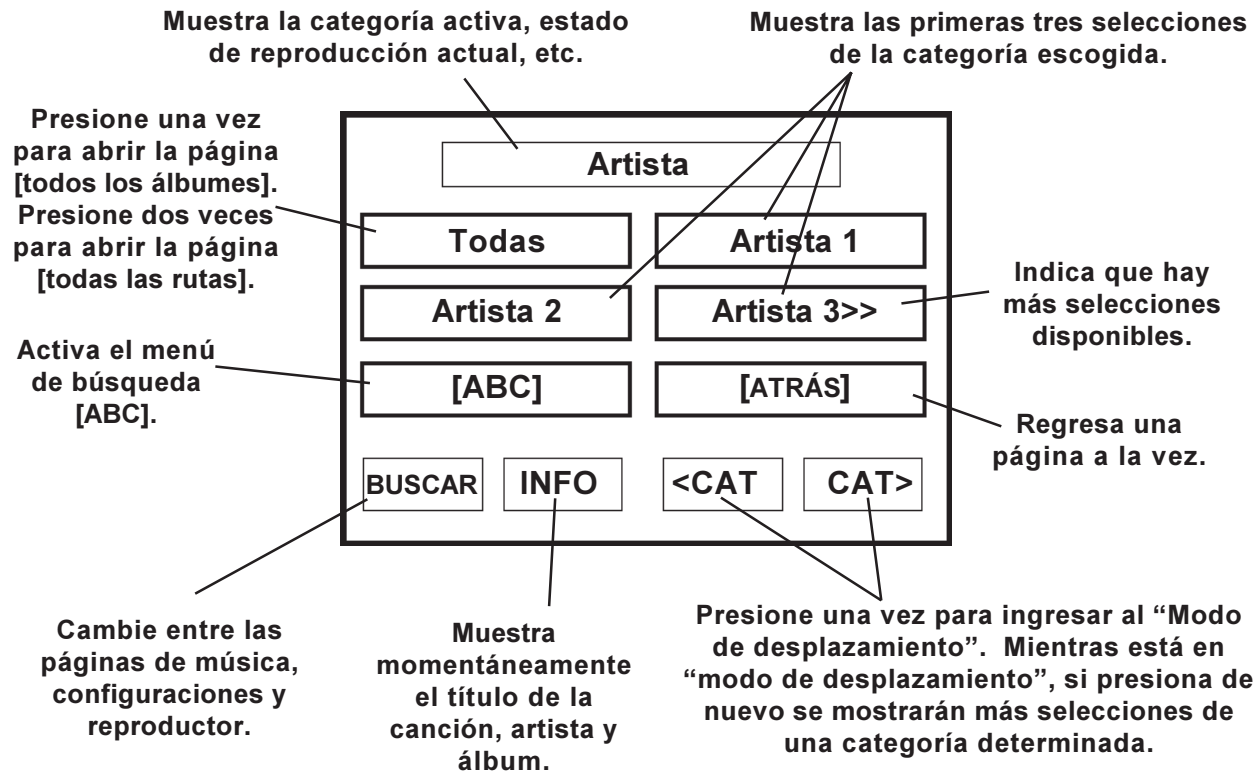 Muestra la categoría activa, estado
de reproducción actual, etc.
Muestra las primeras tres selecciones
de la categoría escogida.
Presione una vez
para abrir la página
[todos los álbumes].
Presione dos veces
para abrir la página
[todas las rutas].
Artista
Todas
Artista 1
Artista 2
Artista 3>>
Indica que hay
más selecciones
disponibles.
Activa el menú
de búsqueda
[ABC].
[ABC]
[ATRÁS]
Regresa una
página a la vez.
BUSCAR
INFO
<CAT
CAT>
Cambie entre las
páginas de música,
configuraciones y
reproductor.
Muestra
momentáneamente
el título de la
canción, artista y
álbum.
Presione una vez para ingresar al “Modo
de desplazamiento”. Mientras está en
“modo de desplazamiento”, si presiona de
nuevo se mostrarán más selecciones de
una categoría determinada.